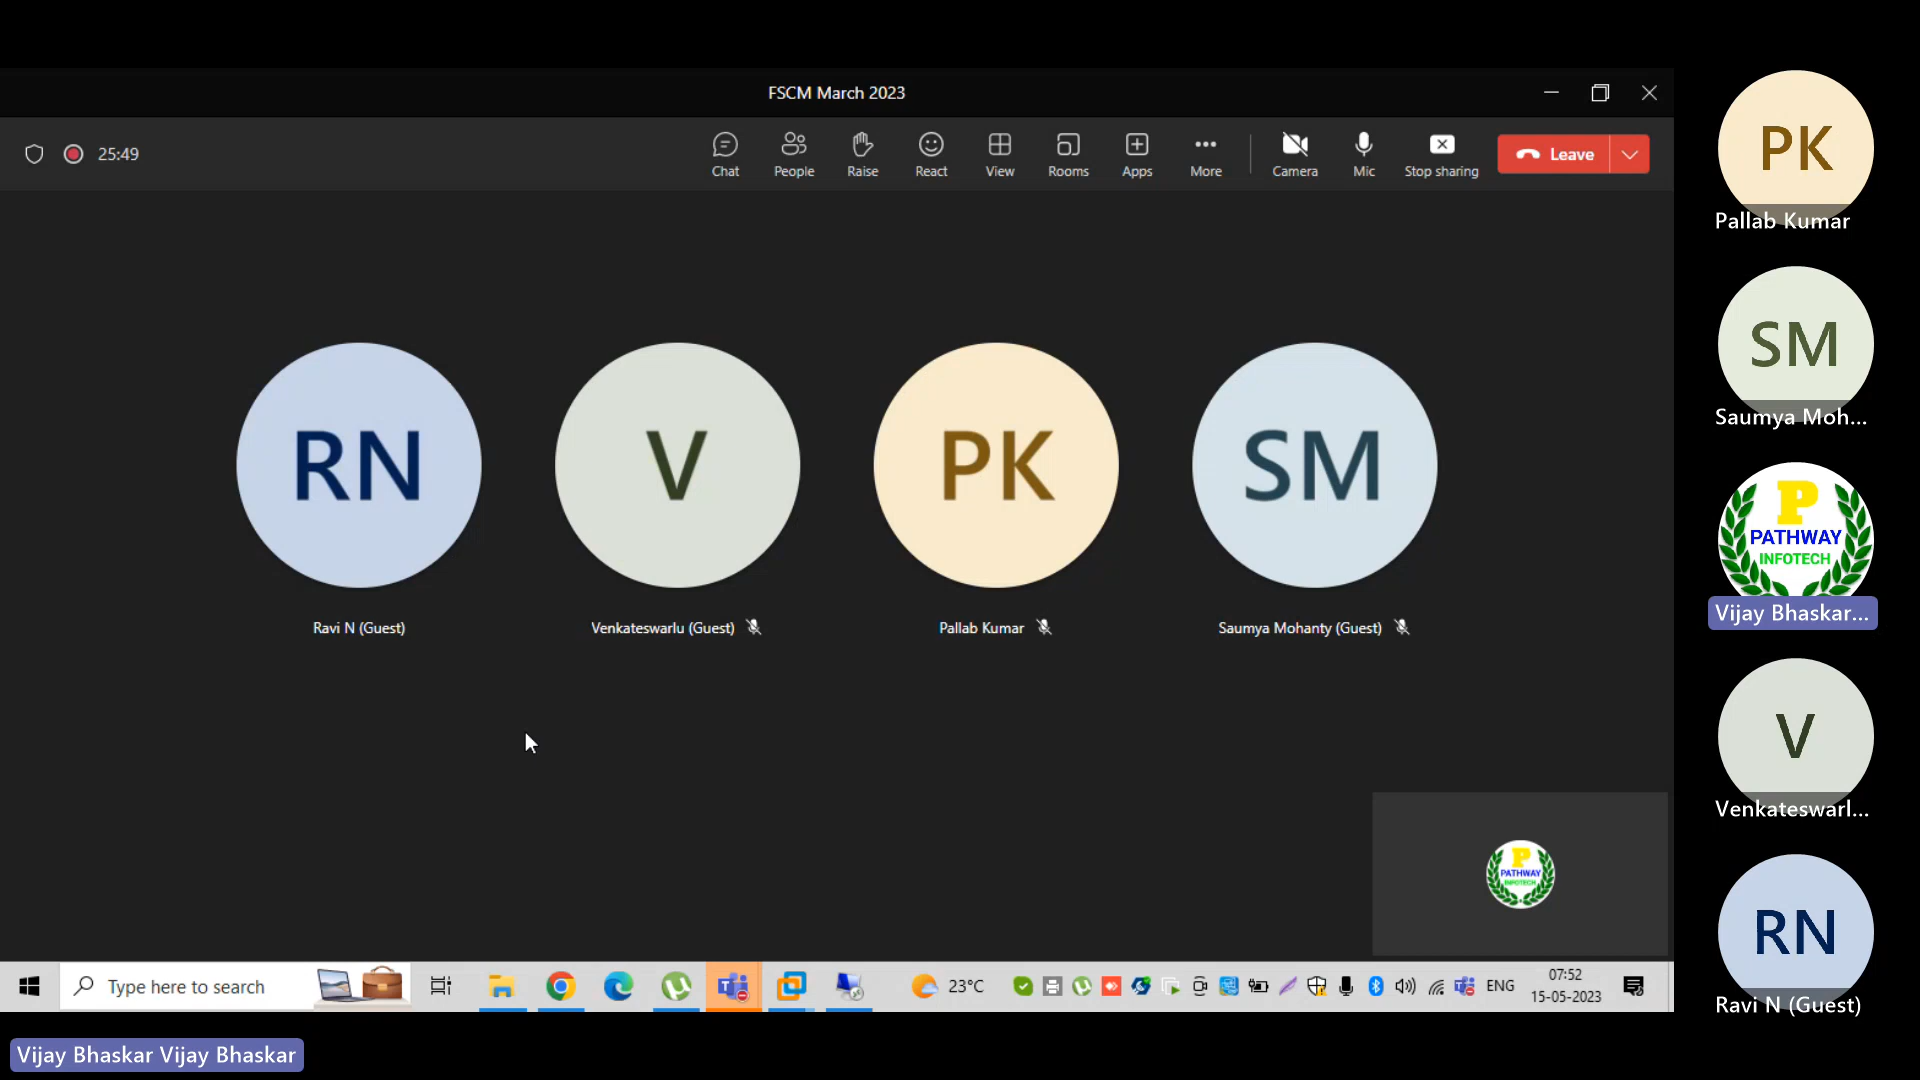 FSCM March 2023
25:49
Chat
People
Raise
React
View
Rooms
Apps
More
Camera
Mic
Stop sharing
Leave
RN
V
PK
SM
Ravi N (Guest)
Venkateswarlu (Guest)
Pallab Kumar
Saumya Mohanty (Guest)
P
PATHWAY
INFOTECH
Type here to search
23°C
ENG
07:52
15-05-2023
PK
Pallab Kumar
SM
Saumya Moh...
P
PATHWAY
INFOTECH
Vijay Bhaskar...
V
Venkateswarl...
RN
Ravi N (Guest)
Vijay Bhaskar Vijay Bhaskar